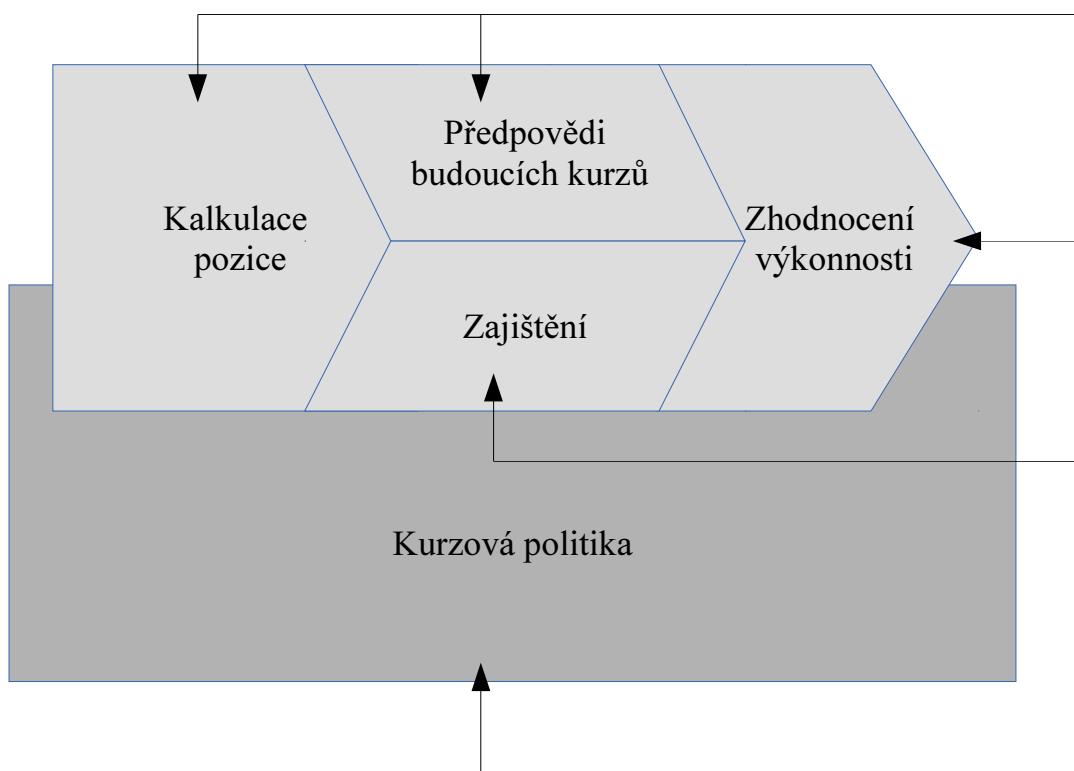 Předpovědi
budoucích kurzů
Kalkulace
pozice
Zhodnocení
výkonnosti
Zajištění
Kurzová politika